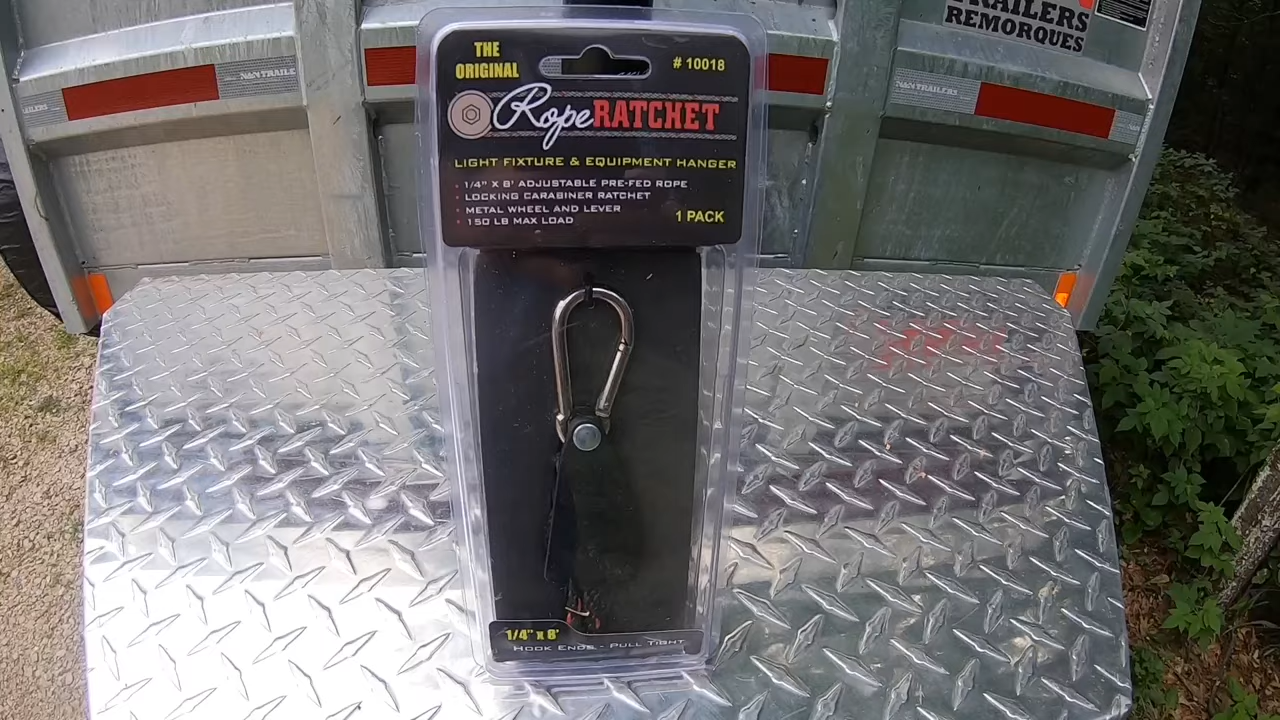 TRAILERS
REMORQUES
N&N TRAILE
N&N TRAILERS
THE
ORIGINAL
# 10018
Rope RATCHET
LIGHT FIXTURE & EQUIPMENT HANGER
1/4" X 8' ADJUSTABLE PRE-FED ROPE
LOCKING CARABINER RATCHET
METAL WHEEL AND LEVER
150 LB MAX LOAD
1 PACK
1/4" x 8'
HOOK ENDS - PULL TIGHT